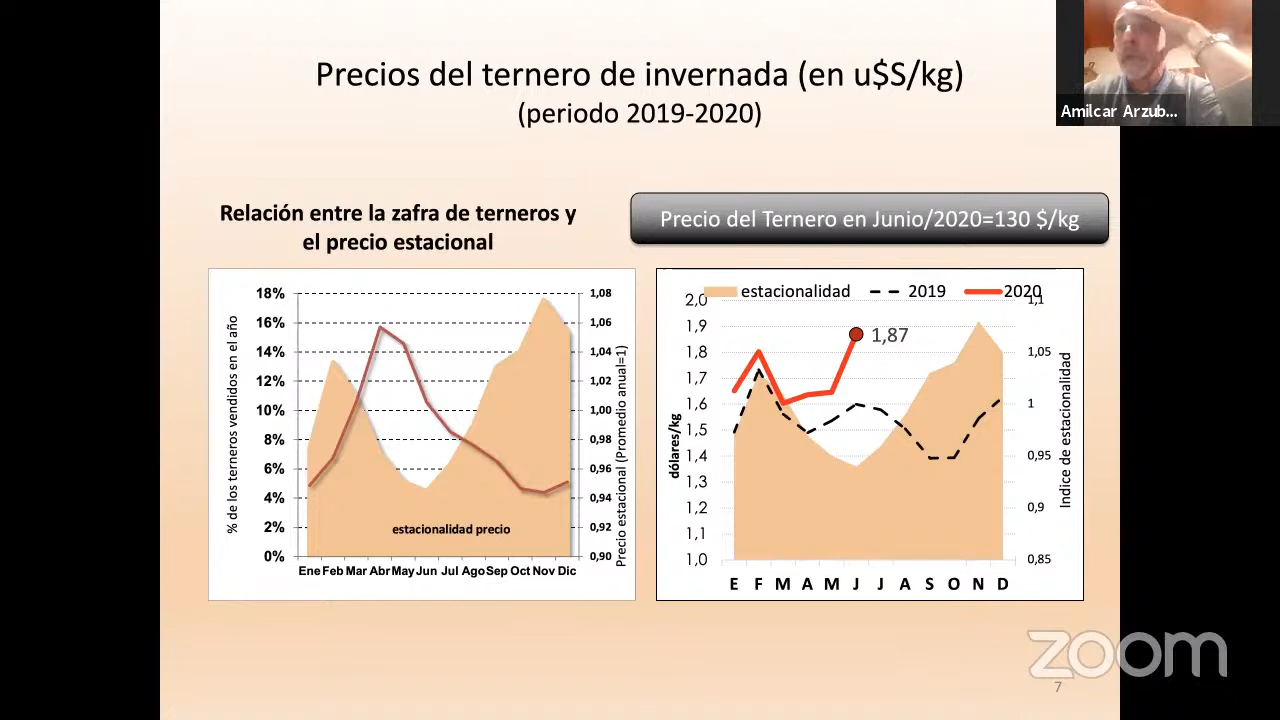 Precios del ternero de invernada (en u$S/kg)
(periodo 2019-2020)
Amilcar Arzub...
Relación entre la zafra de terneros y
el precio estacional
Precio del Ternero en Junio/2020=130 $/kg
% de los terneros vendidos en el año
18%
16%
14%
12%
10%
8%
6%
4%
2%
0%
1,08
1,06
1,04
1,02
1,00
0,98
0,96
0,94
0,92
0,90
Precio estacional (Promedio anual=1)
estacionalidad precio
Ene Feb Mar Abr May Jun Jul Ago Sep Oct Nov Dic
estacionalidad 2019 2020
dólares/kg
2,0
1,9
1,8
1,7
1,6
1,5
1,4
1,3
1,2
1,1
1,0
1,87
1,1
1,05
1
0,95
0,9
0,85
Indice de estacionalidad
E F M A M J J A S O N D
zoom
7